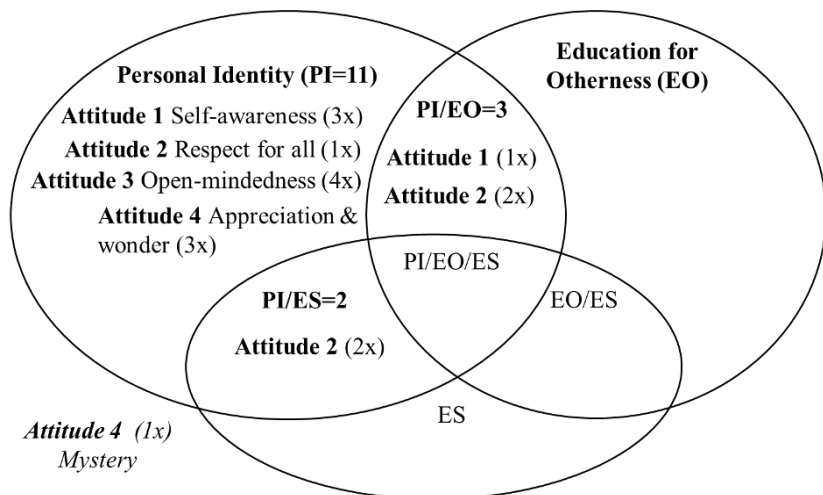 Personal Identity (PI=11)
Attitude 1 Self-awareness (3x)
Attitude 2 Respect for all (1x)
Attitude 3 Open-mindedness (4x)
Attitude 4 Appreciation &
wonder (3x)
Education for
Otherness (EO)
PI/EO=3
Attitude 1 (1x)
Attitude 2 (2x)
PI/EO/ES
EO/ES
PI/ES=2
Attitude 2 (2x)
ES
Attitude 4 (1x)
Mystery